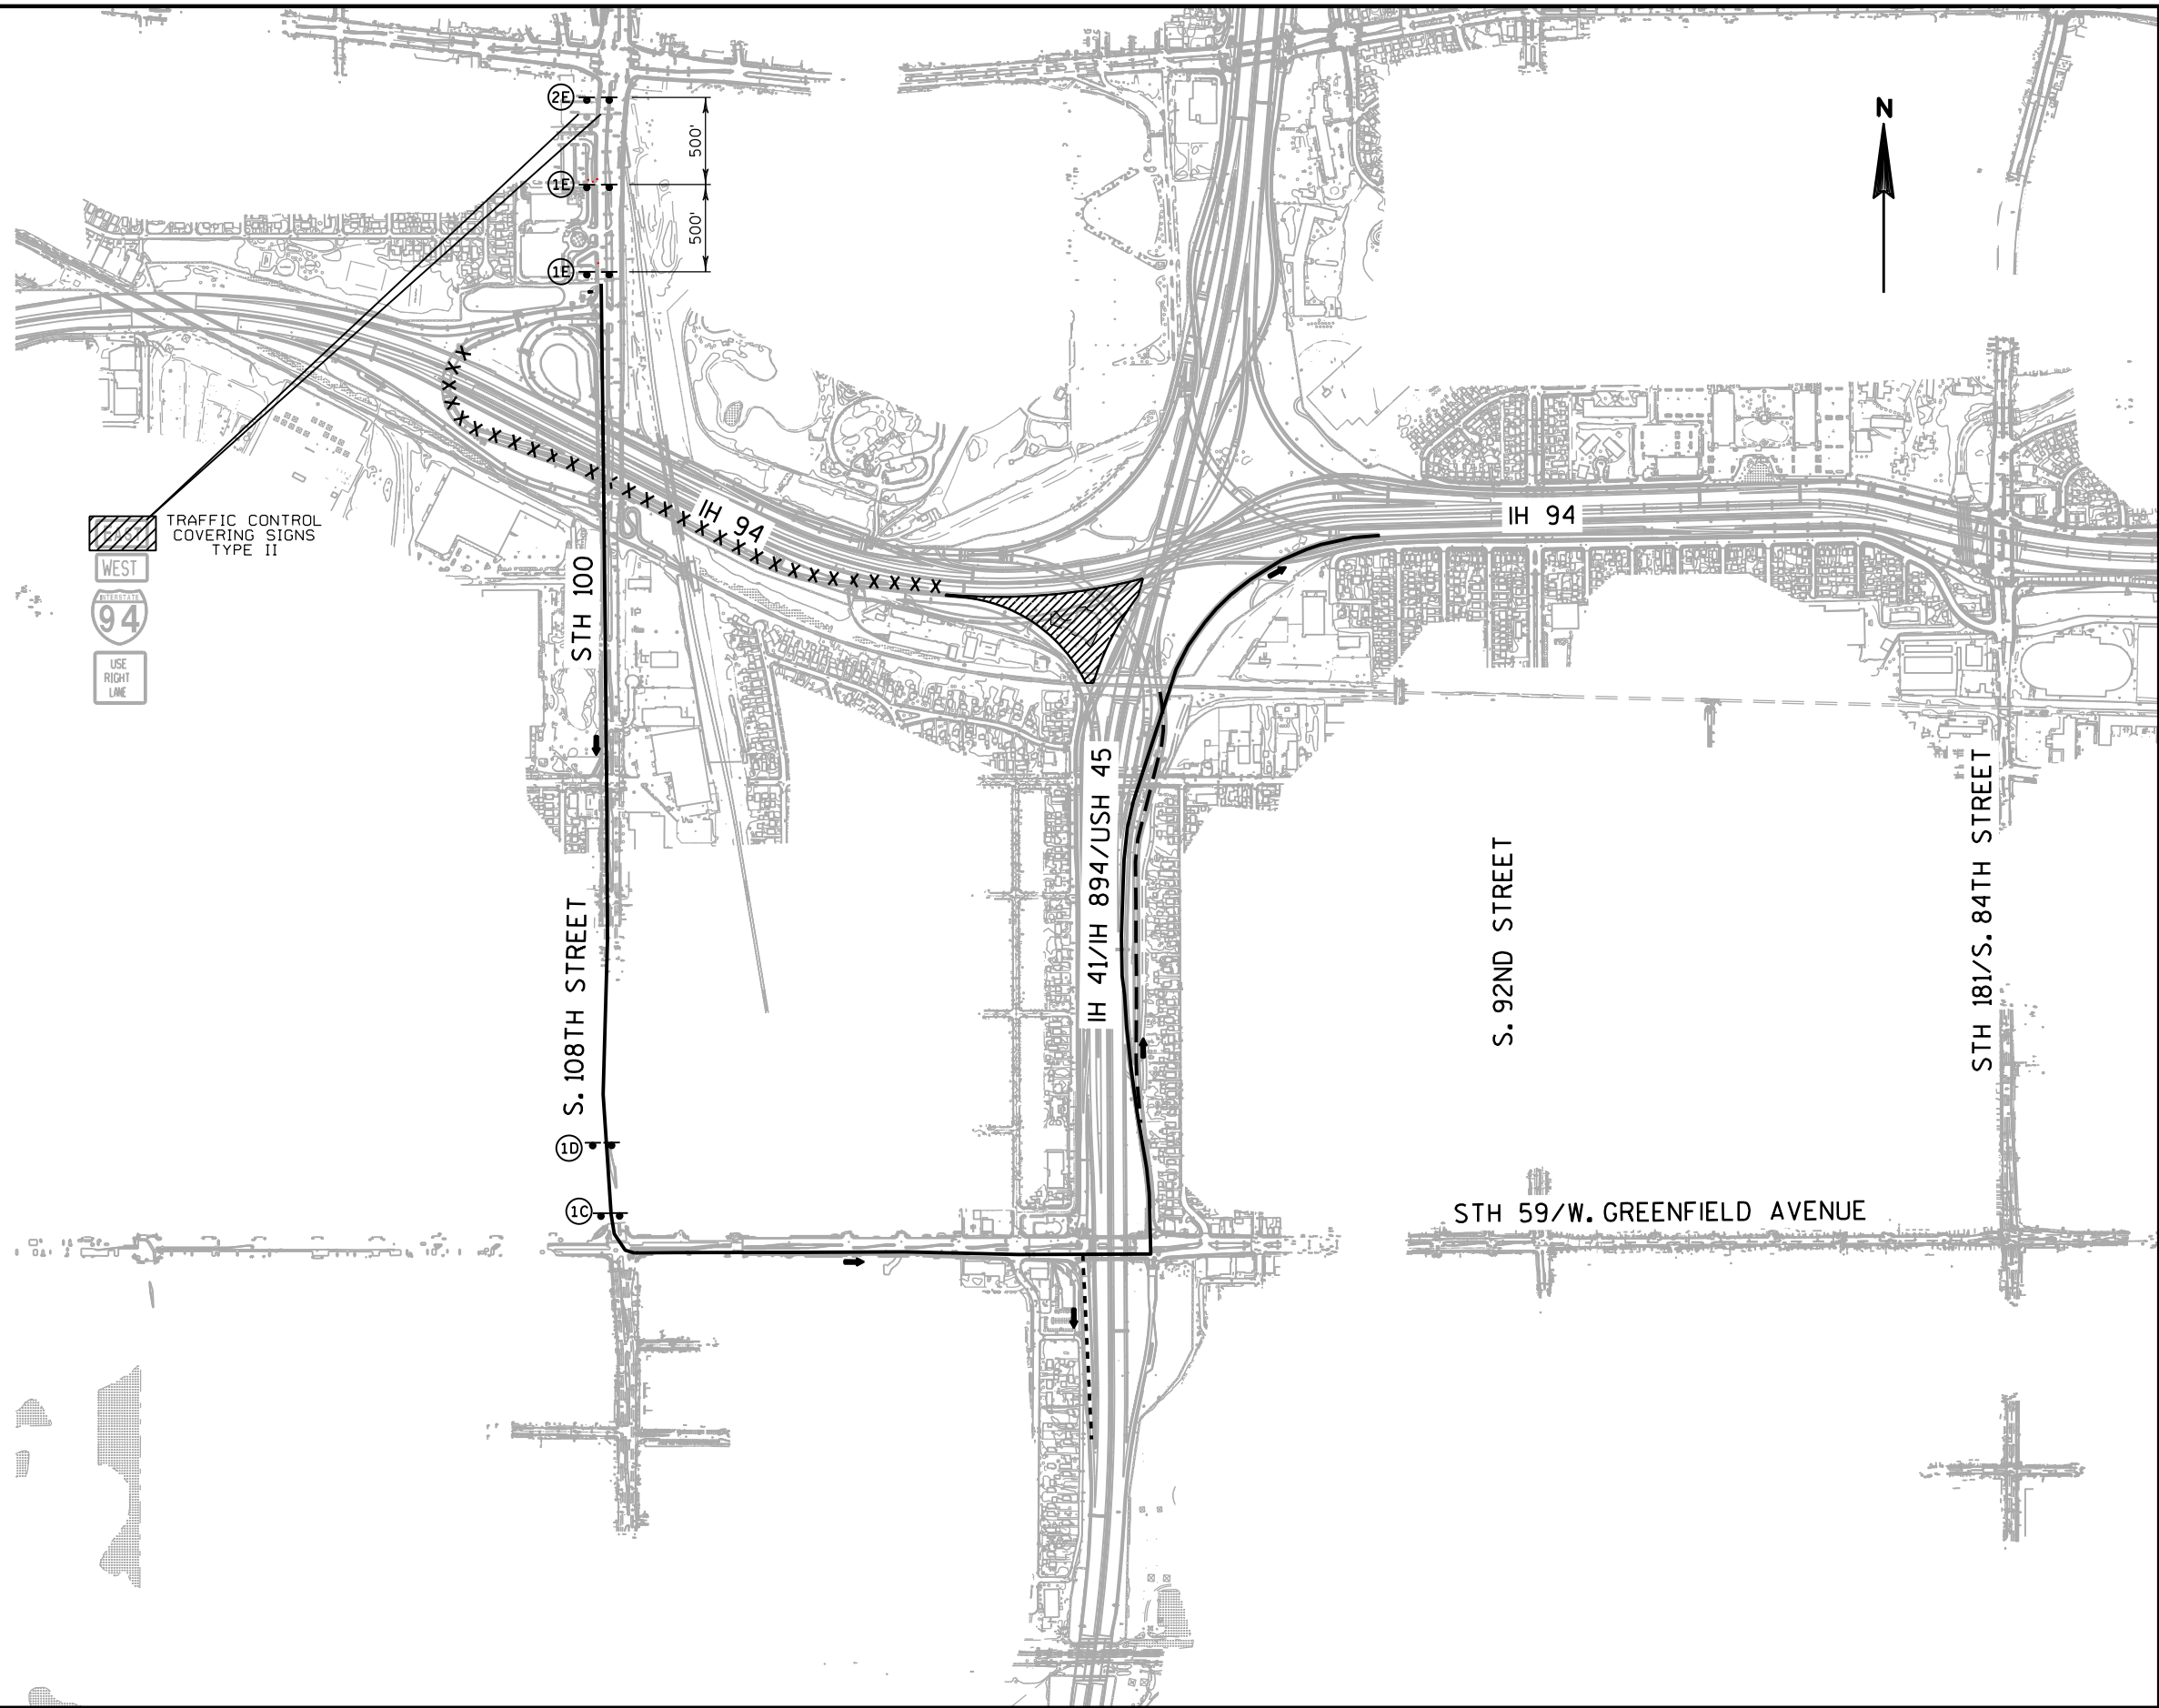 2E
N
500'
1E
500'
1E
IH 94
IH 94
TRAFFIC CONTROL
COVERING SIGNS
TYPE II
EAST
WEST
INTERSTATE
94
USE
RIGHT
LANE
STH 100
IH 41/IH 894/USH 45
S. 108TH STREET
S. 92ND STREET
STH 181/S. 84TH STREET
1D
1C
STH 59/W. GREENFIELD AVENUE